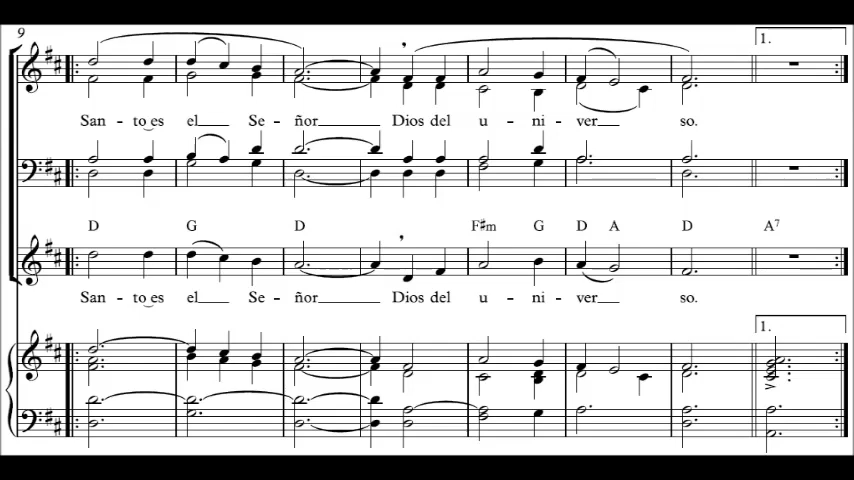 9
1.
San - to es el Se - ñor Dios del u - ni - ver so.
D G D F#m G D A D A7
San - to es el Se - ñor Dios del u - ni - ver so.
1.